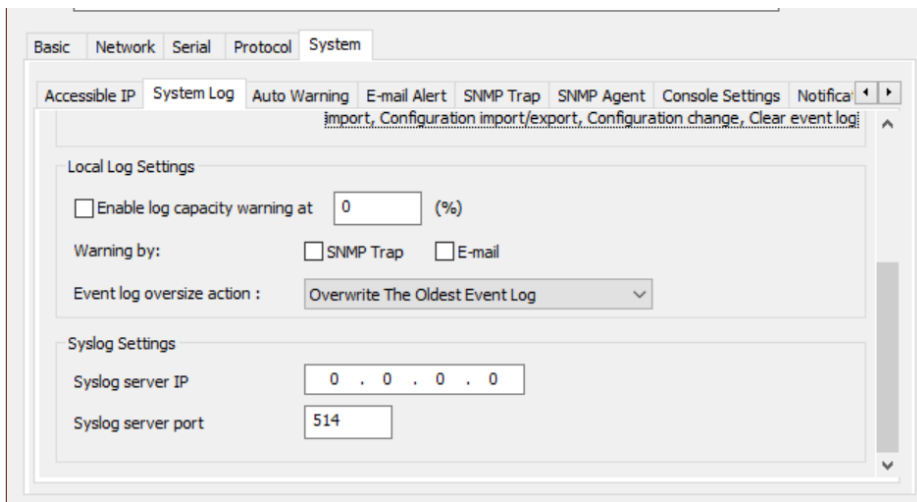 Basic Network Serial Protocol System
Accessible IP System Log Auto Warning E-mail Alert SNMP Trap SNMP Agent Console Settings Notificat
import, Configuration import/export, Configuration change, Clear event log
Local Log Settings
Enable log capacity warning at 0 (%)
Warning by: SNMP Trap E-mail
Event log oversize action : Overwrite The Oldest Event Log
Syslog Settings
Syslog server IP 0 . 0 . 0 . 0
Syslog server port 514